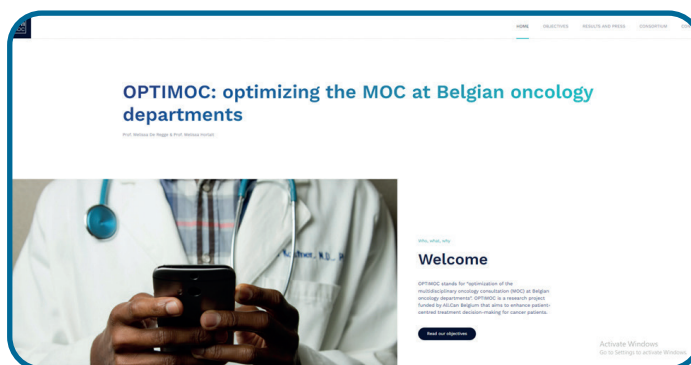 HOME OBJECTIVES RESULTS AND PRESS CONSORTIUM
OPTIMOC: optimizing the MOC at Belgian oncology
departments
Prof. Melissa De Regge & Prof. Melissa Horlait
Who, what, why
Welcome
OPTIMOC stands for "optimization of the
multidisciplinary oncology consultation (MOC) at Belgian
oncology departments". OPTIMOC is a research project
funded by All.Can Belgium that aims to enhance patient-
centred treatment decision-making for cancer patients.
Read our objectives
Activate Windows
Go to Settings to activate Windows.